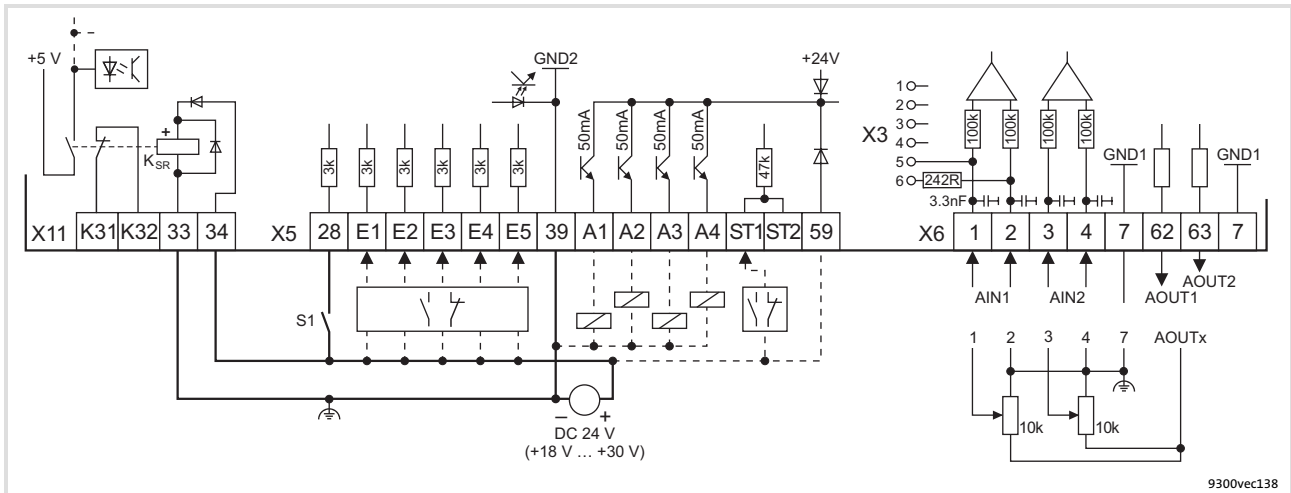 +5 V
+
K SR
X11 K31 K32 33 34
GND2
+24V
3k 3k 3k 3k 3k 3k
50mA 50mA 50mA 50mA
47k
X5 28 E1 E2 E3 E4 E5 39 A1 A2 A3 A4 ST1 ST2 59
S1
– +
DC 24 V
(+18 V ... +30 V)
1
2
3
4
5
6
X3
242R
100k 100k 100k 100k
3.3nF
GND1 GND1
X6 1 2 3 4 7 62 63 7
AIN1 AIN2 AOUT1 AOUT2
1 2 3 4 7 AOUTx
10k 10k
9300vec138